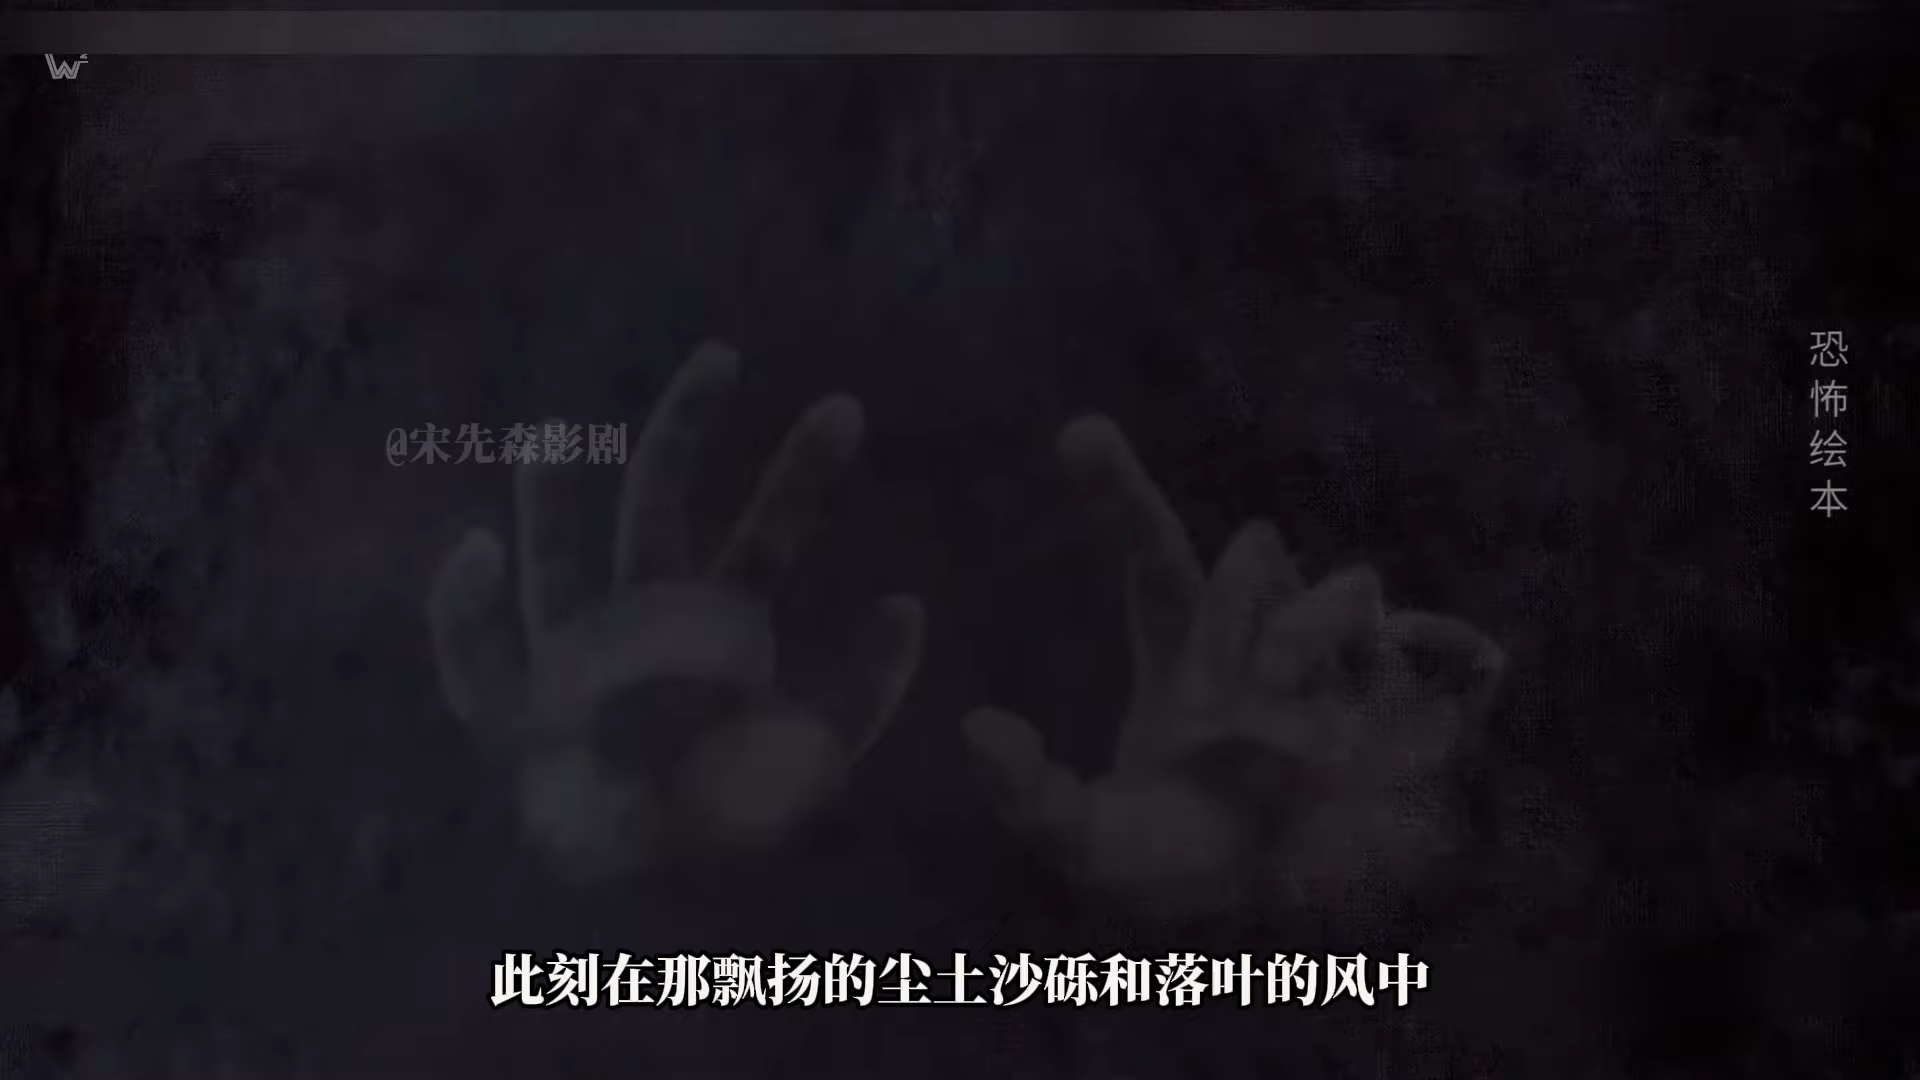 W
恐怖绘本
@宋先森影剧
此刻在那飘扬的尘土沙砾和落叶的风中